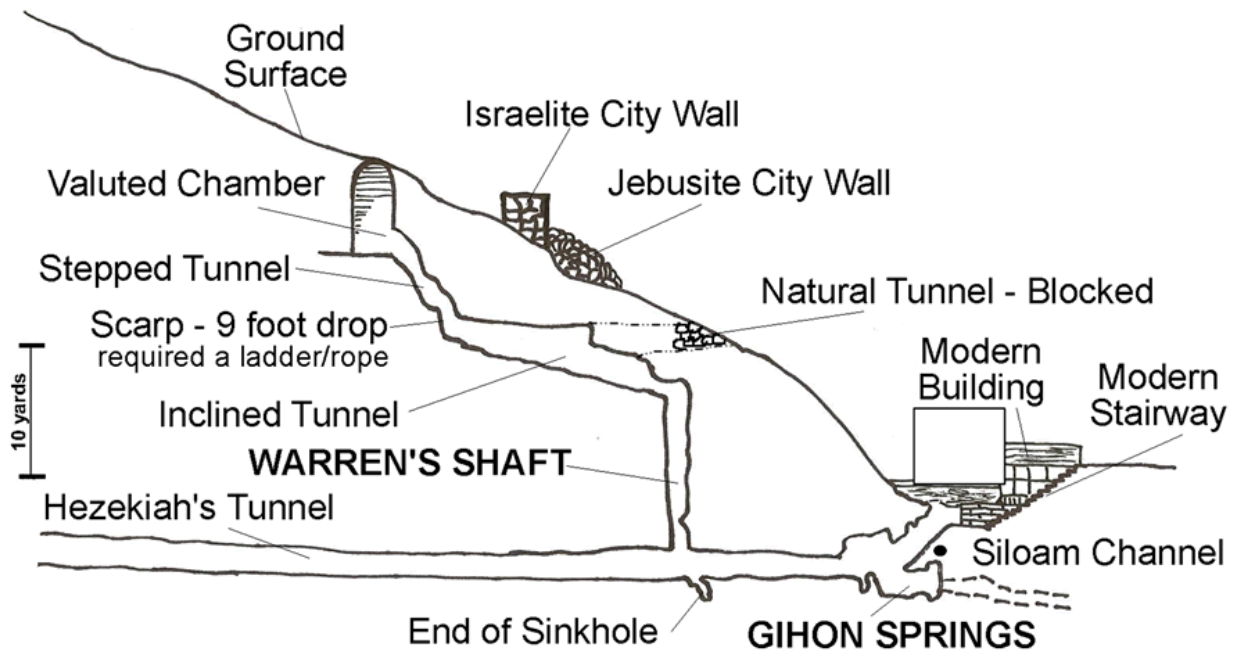 Ground
Surface
Israelite City Wall
Valuted Chamber
Jebusite City Wall
Stepped Tunnel
Natural Tunnel - Blocked
Scarp - 9 foot drop
required a ladder/rope
Modern
Building
Modern
Stairway
10 yards
Inclined Tunnel
WARREN'S SHAFT
Hezekiah's Tunnel
Siloam Channel
End of Sinkhole
GIHON SPRINGS